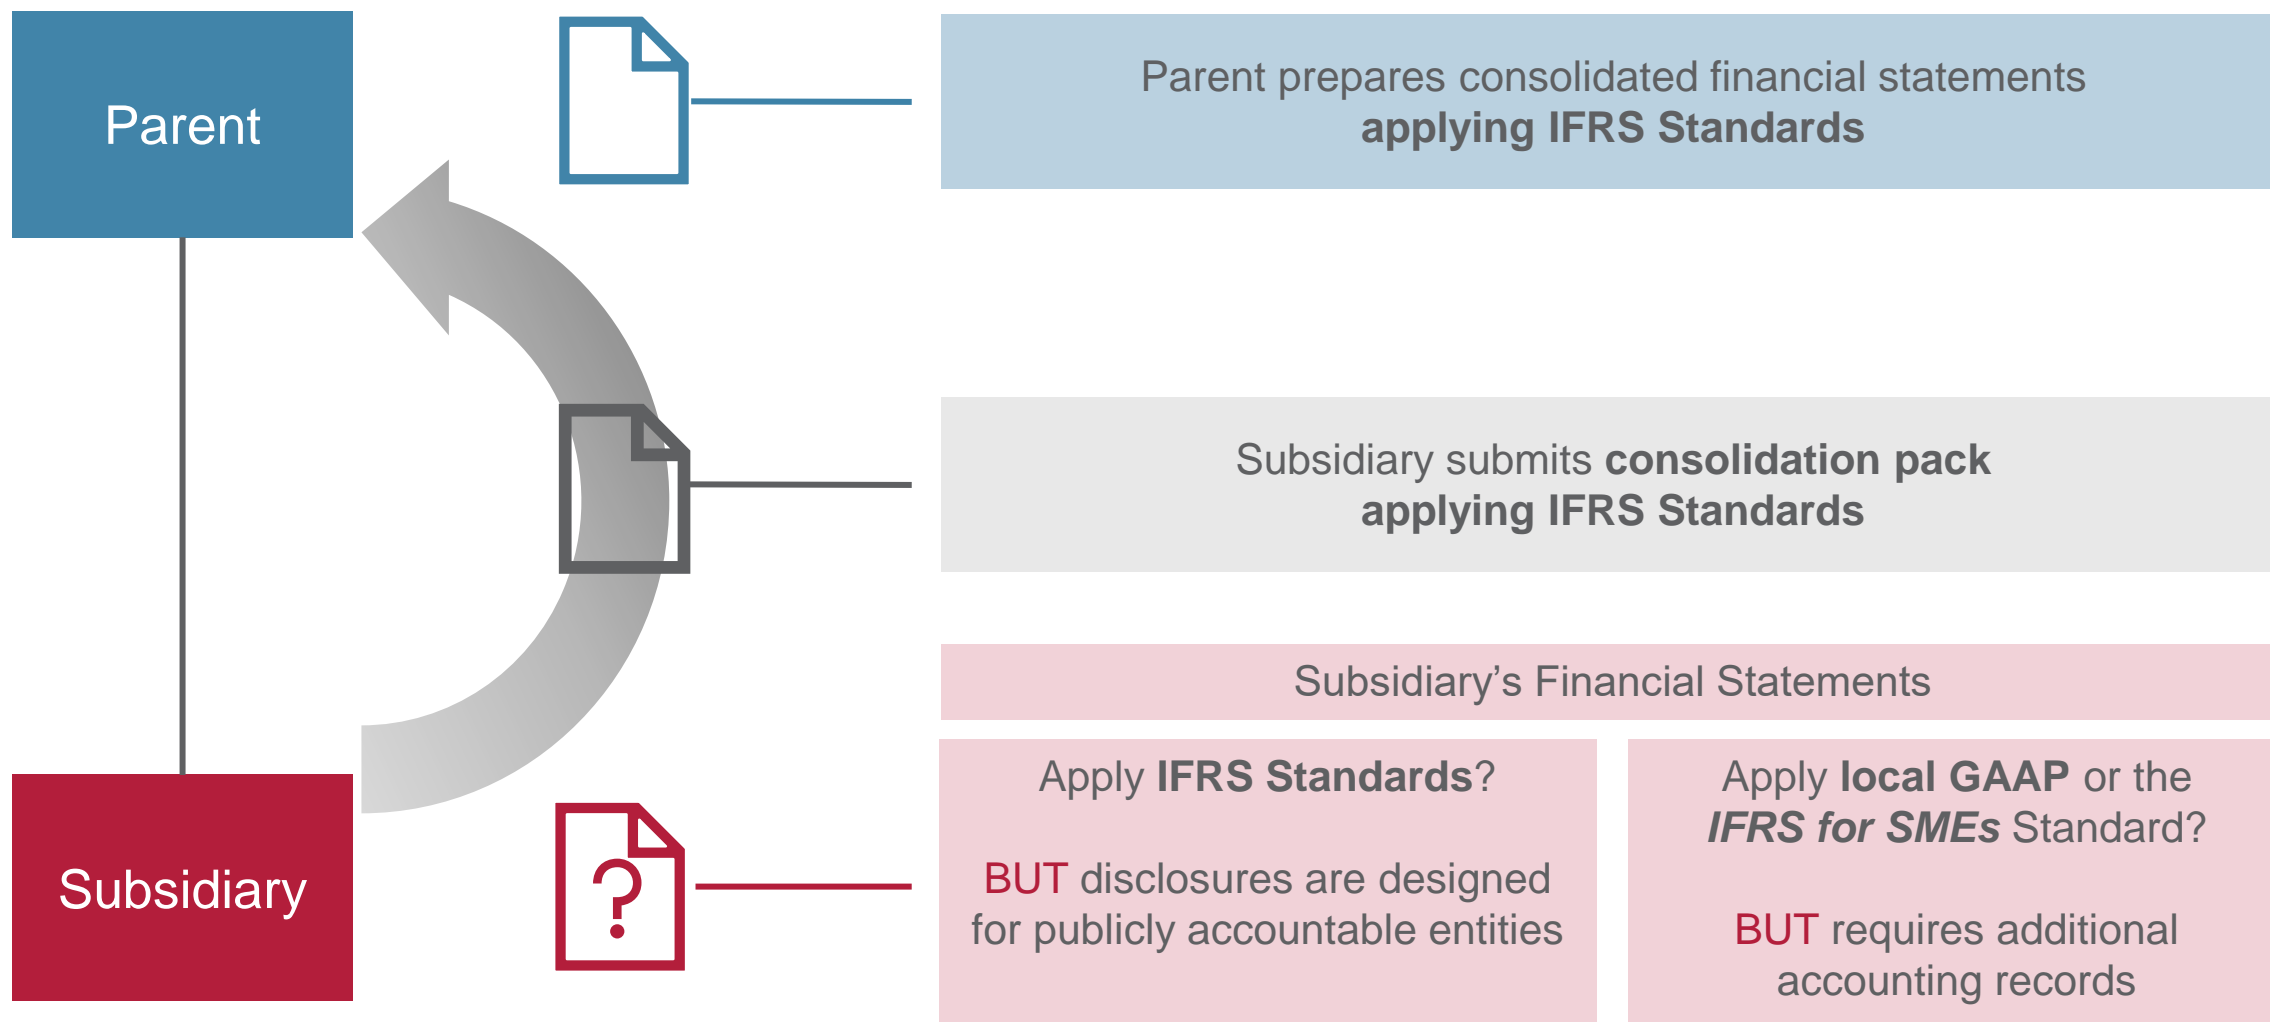 Parent
Parent prepares consolidated financial statements
applying IFRS Standards
Subsidiary submits consolidation pack
applying IFRS Standards
Subsidiary’s Financial Statements
Subsidiary
?
Apply IFRS Standards?
BUT disclosures are designed
for publicly accountable entities
Apply local GAAP or the
IFRS for SMEs Standard?
BUT requires additional
accounting records